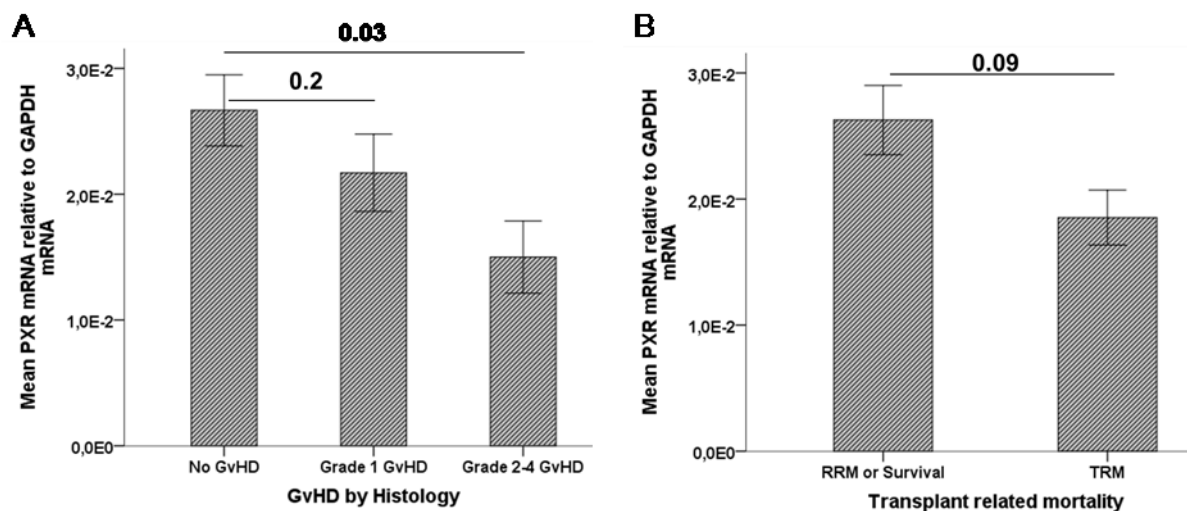 A
0.03
0.2
3,0E-2
2,0E-2
1,0E-2
0,0E0
Mean PXR mRNA relative to GAPDH
mRNA
No GvHD
Grade 1 GvHD
Grade 2-4 GvHD
GvHD by Histology
B
0.09
3,0E-2
2,0E-2
1,0E-2
0,0E0
Mean PXR mRNA relative to GAPDH
mRNA
RRM or Survival
TRM
Transplant related mortality